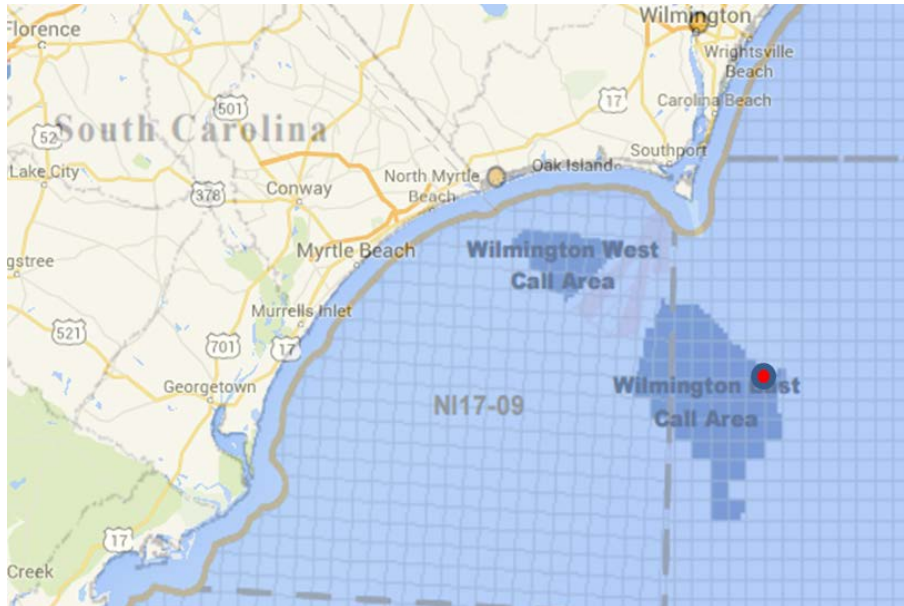 Wilmington
Florence
Wrightsville
Beach
501
17
Carolina Beach
52
South Carolina
Southport
Oak Island
Lake City
378
Conway
North Myrtle
Beach
Myrtle Beach
Wilmington West
Call Area
gstree
Murrells Inlet
521
701
17
Georgetown
NI17-09
Wilmington East
Call Area
17
Creek